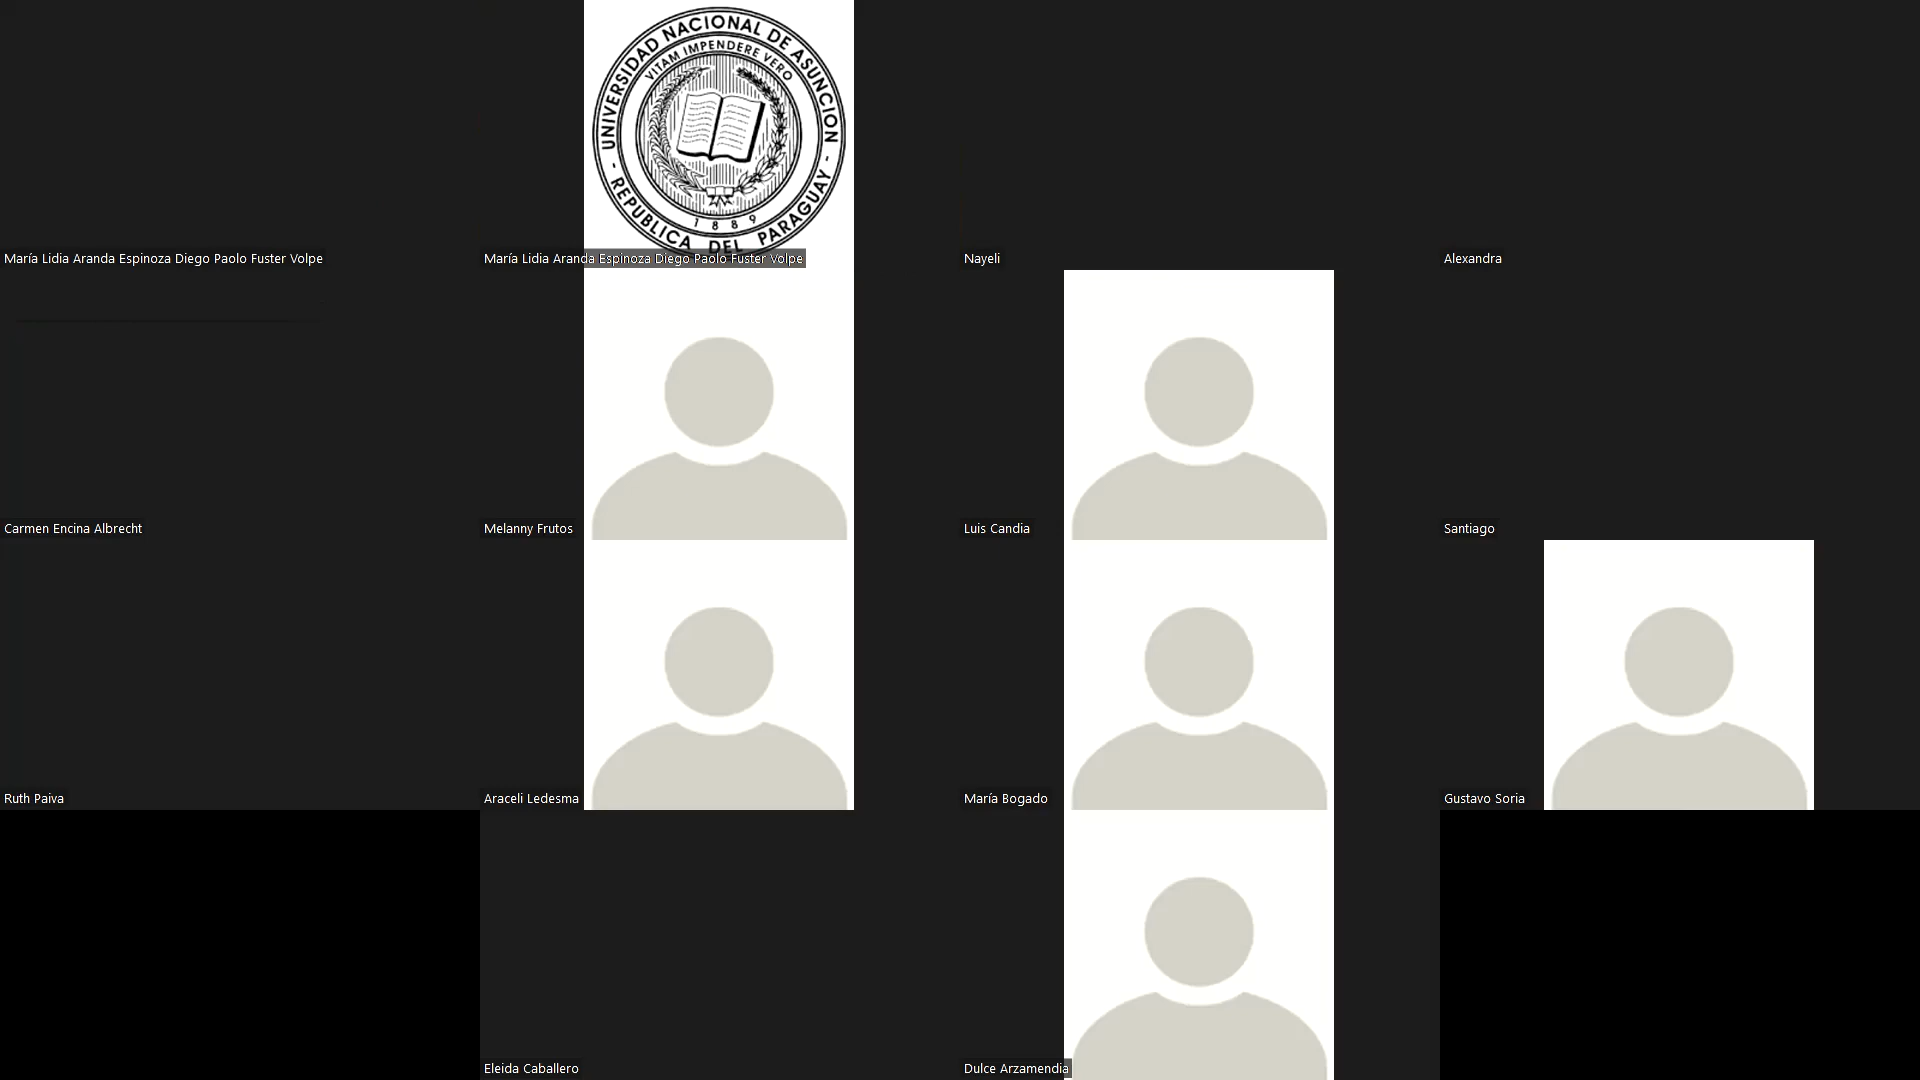 UNIVERSIDAD NACIONAL DE ASUNCION
VITAM IMPENDERE VERO
1889
- REPUBLICA DEL PARAGUAY -
María Lidia Aranda Espinoza Diego Paolo Fuster Volpe
María Lidia Aranda Espinoza Diego Paolo Fuster Volpe
Nayeli
Alexandra
Carmen Encina Albrecht
Melanny Frutos
Luis Candia
Santiago
Ruth Paiva
Araceli Ledesma
María Bogado
Gustavo Soria
Eleida Caballero
Dulce Arzamendia